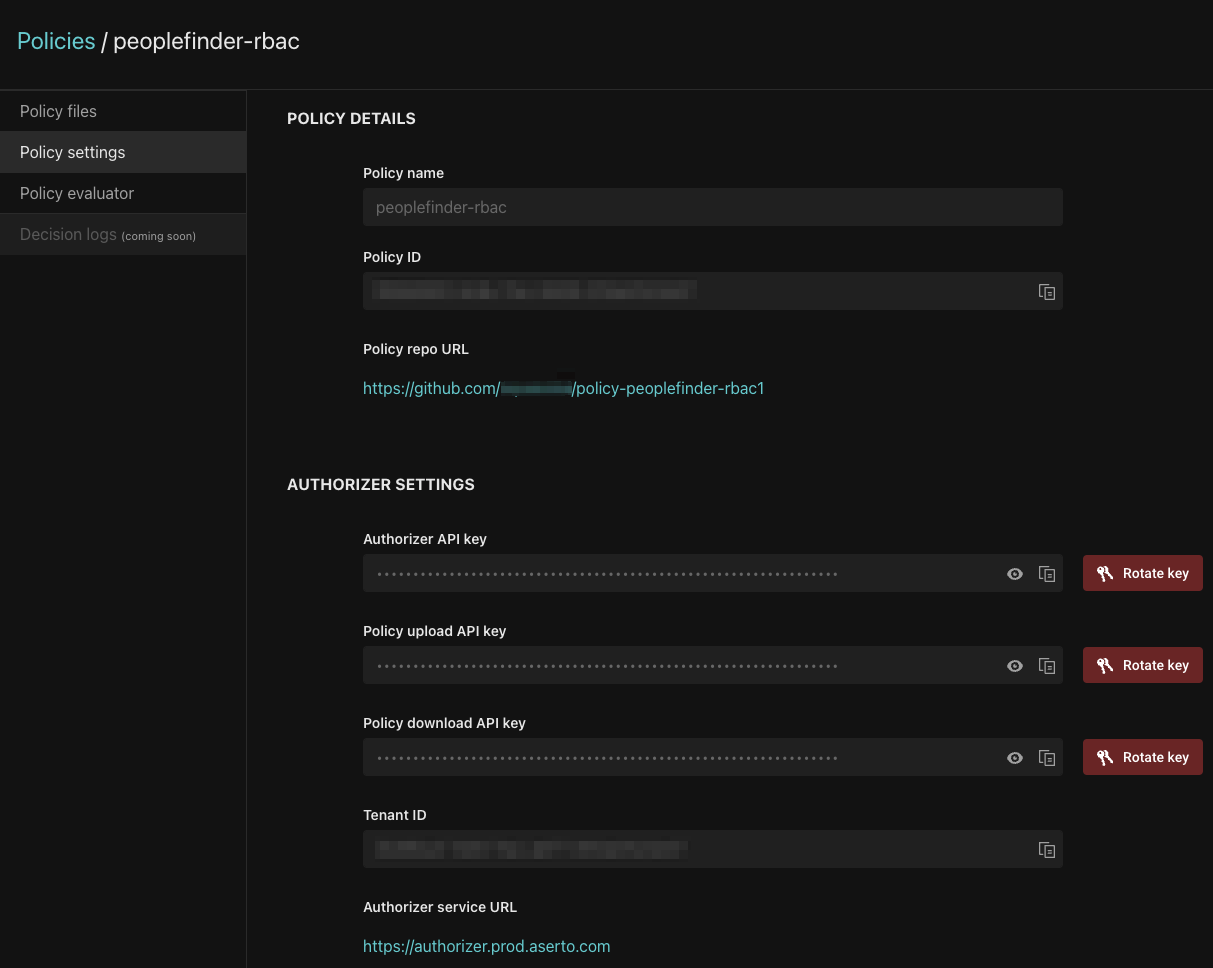 Policies / peoplefinder-rbac
Policy files
Policy settings
Policy evaluator
Decision logs (coming soon)
POLICY DETAILS
Policy name
peoplefinder-rbac
Policy ID
Policy repo URL
https://github.com/ /policy-peoplefinder-rbac1
AUTHORIZER SETTINGS
Authorizer API key
Rotate key
Policy upload API key
Rotate key
Policy download API key
Rotate key
Tenant ID
Authorizer service URL
https://authorizer.prod.aserto.com